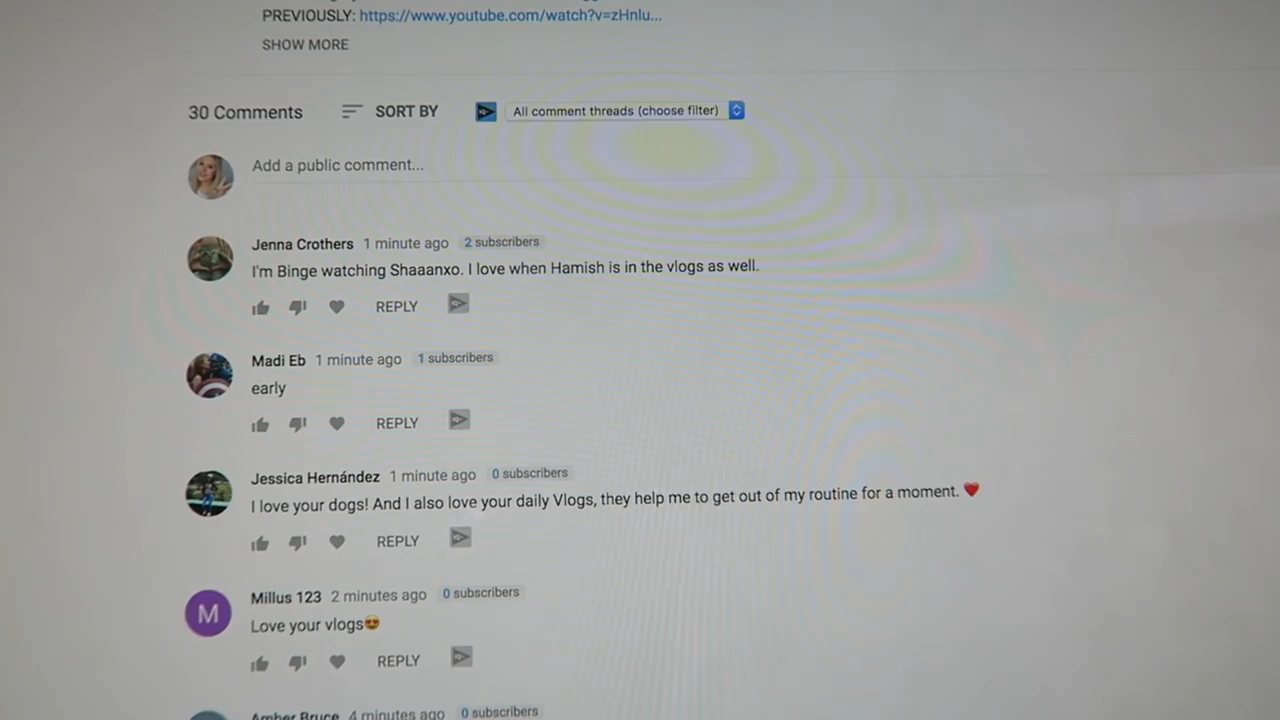 PREVIOUSLY: https://www.youtube.com/watch?v=zHnlu...
SHOW MORE
30 Comments SORT BY All comment threads (choose filter)
Add a public comment...
Jenna Crothers 1 minute ago 2 subscribers
I'm Binge watching Shaaanxo. I love when Hamish is in the vlogs as well.
REPLY
Madi Eb 1 minute ago 1 subscribers
early
REPLY
Jessica Hernández 1 minute ago 0 subscribers
I love your dogs! And I also love your daily Vlogs, they help me to get out of my routine for a moment. ❤️
REPLY
M Millus 123 2 minutes ago 0 subscribers
Love your vlogs😍
REPLY
Amber Bruce 4 minutes ago 0 subscribers